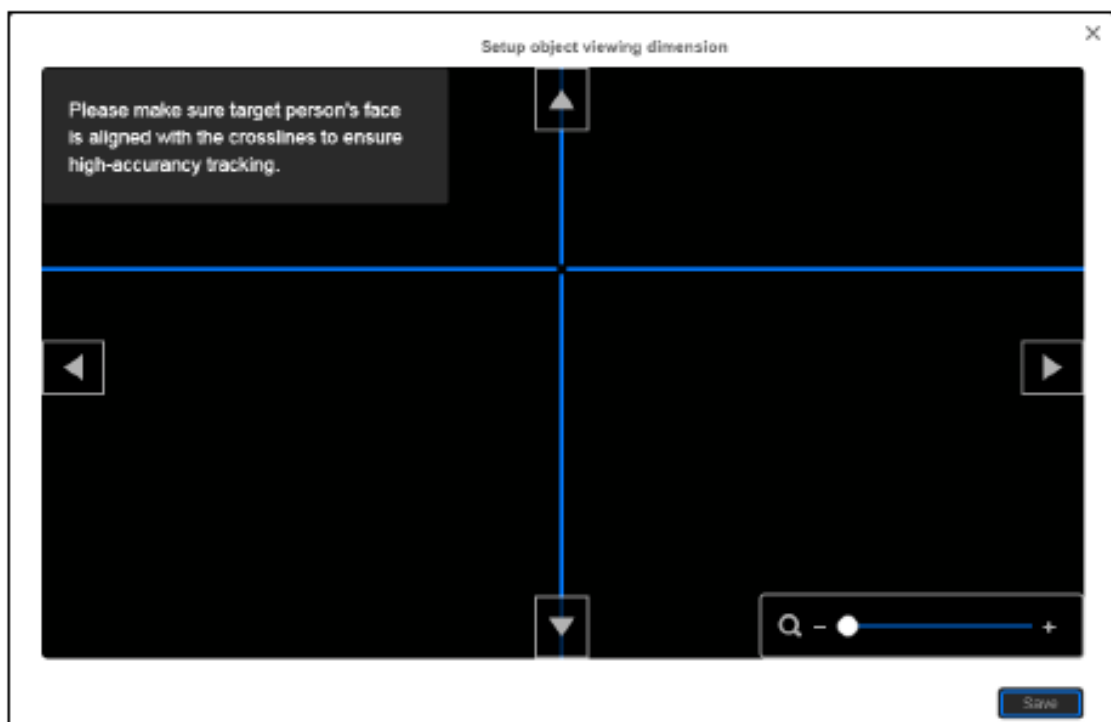 Setup object viewing dimension
Please make sure target person's face
is aligned with the crosslines to ensure
high-accurancy tracking.
Save